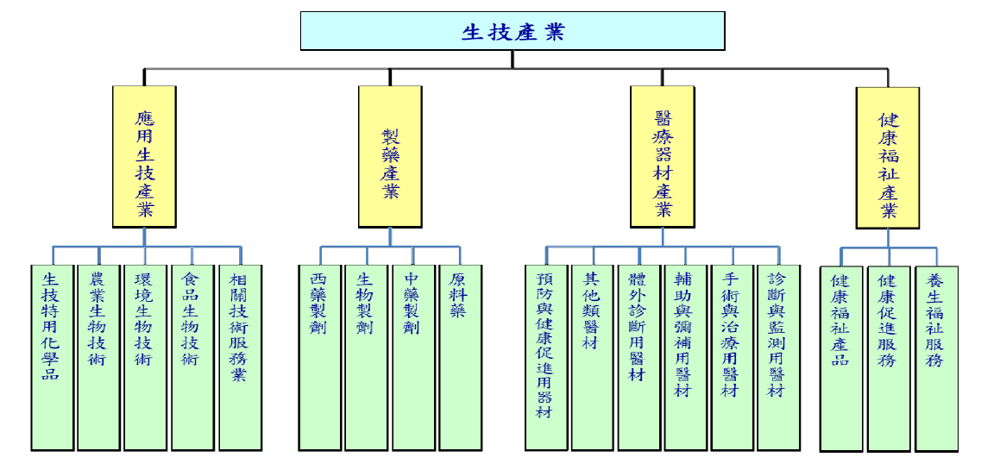 生技產業
應用生技產業
製藥產業
醫療器材產業
健康福祉產業
生技特用化學品
農業生物技術
環境生物技術
食品生物技術
相關技術服務業
西藥製劑
生物製劑
中藥製劑
原料藥
預防與健康促進用器材
其他類醫材
體外診斷用醫材
輔助與彌補用醫材
手術與治療用醫材
診斷與監測用醫材
健康福祉產品
健康促進服務
養生福祉服務